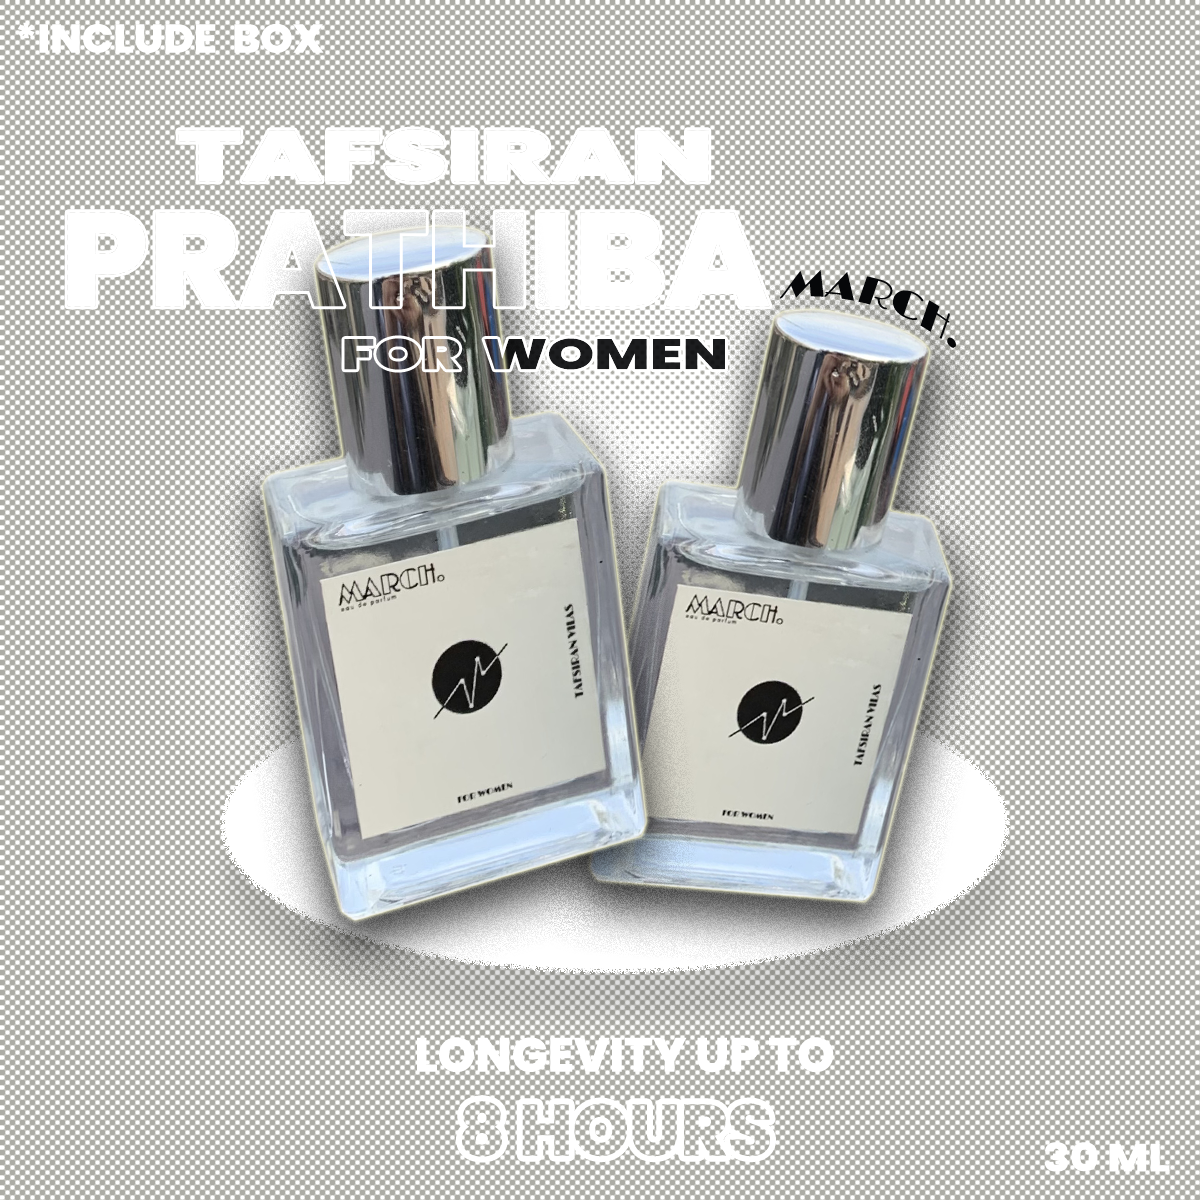 *INCLUDE BOX
TAFSIRAN
PRATHIBA
FOR WOMEN
MARCH.
MARCH.
eau de parfum
TAFSIRAN VILAS
FOR WOMEN
MARCH.
eau de parfum
TAFSIRAN VILAS
FOR WOMEN
LONGEVITY UP TO
8 HOURS
30 ML